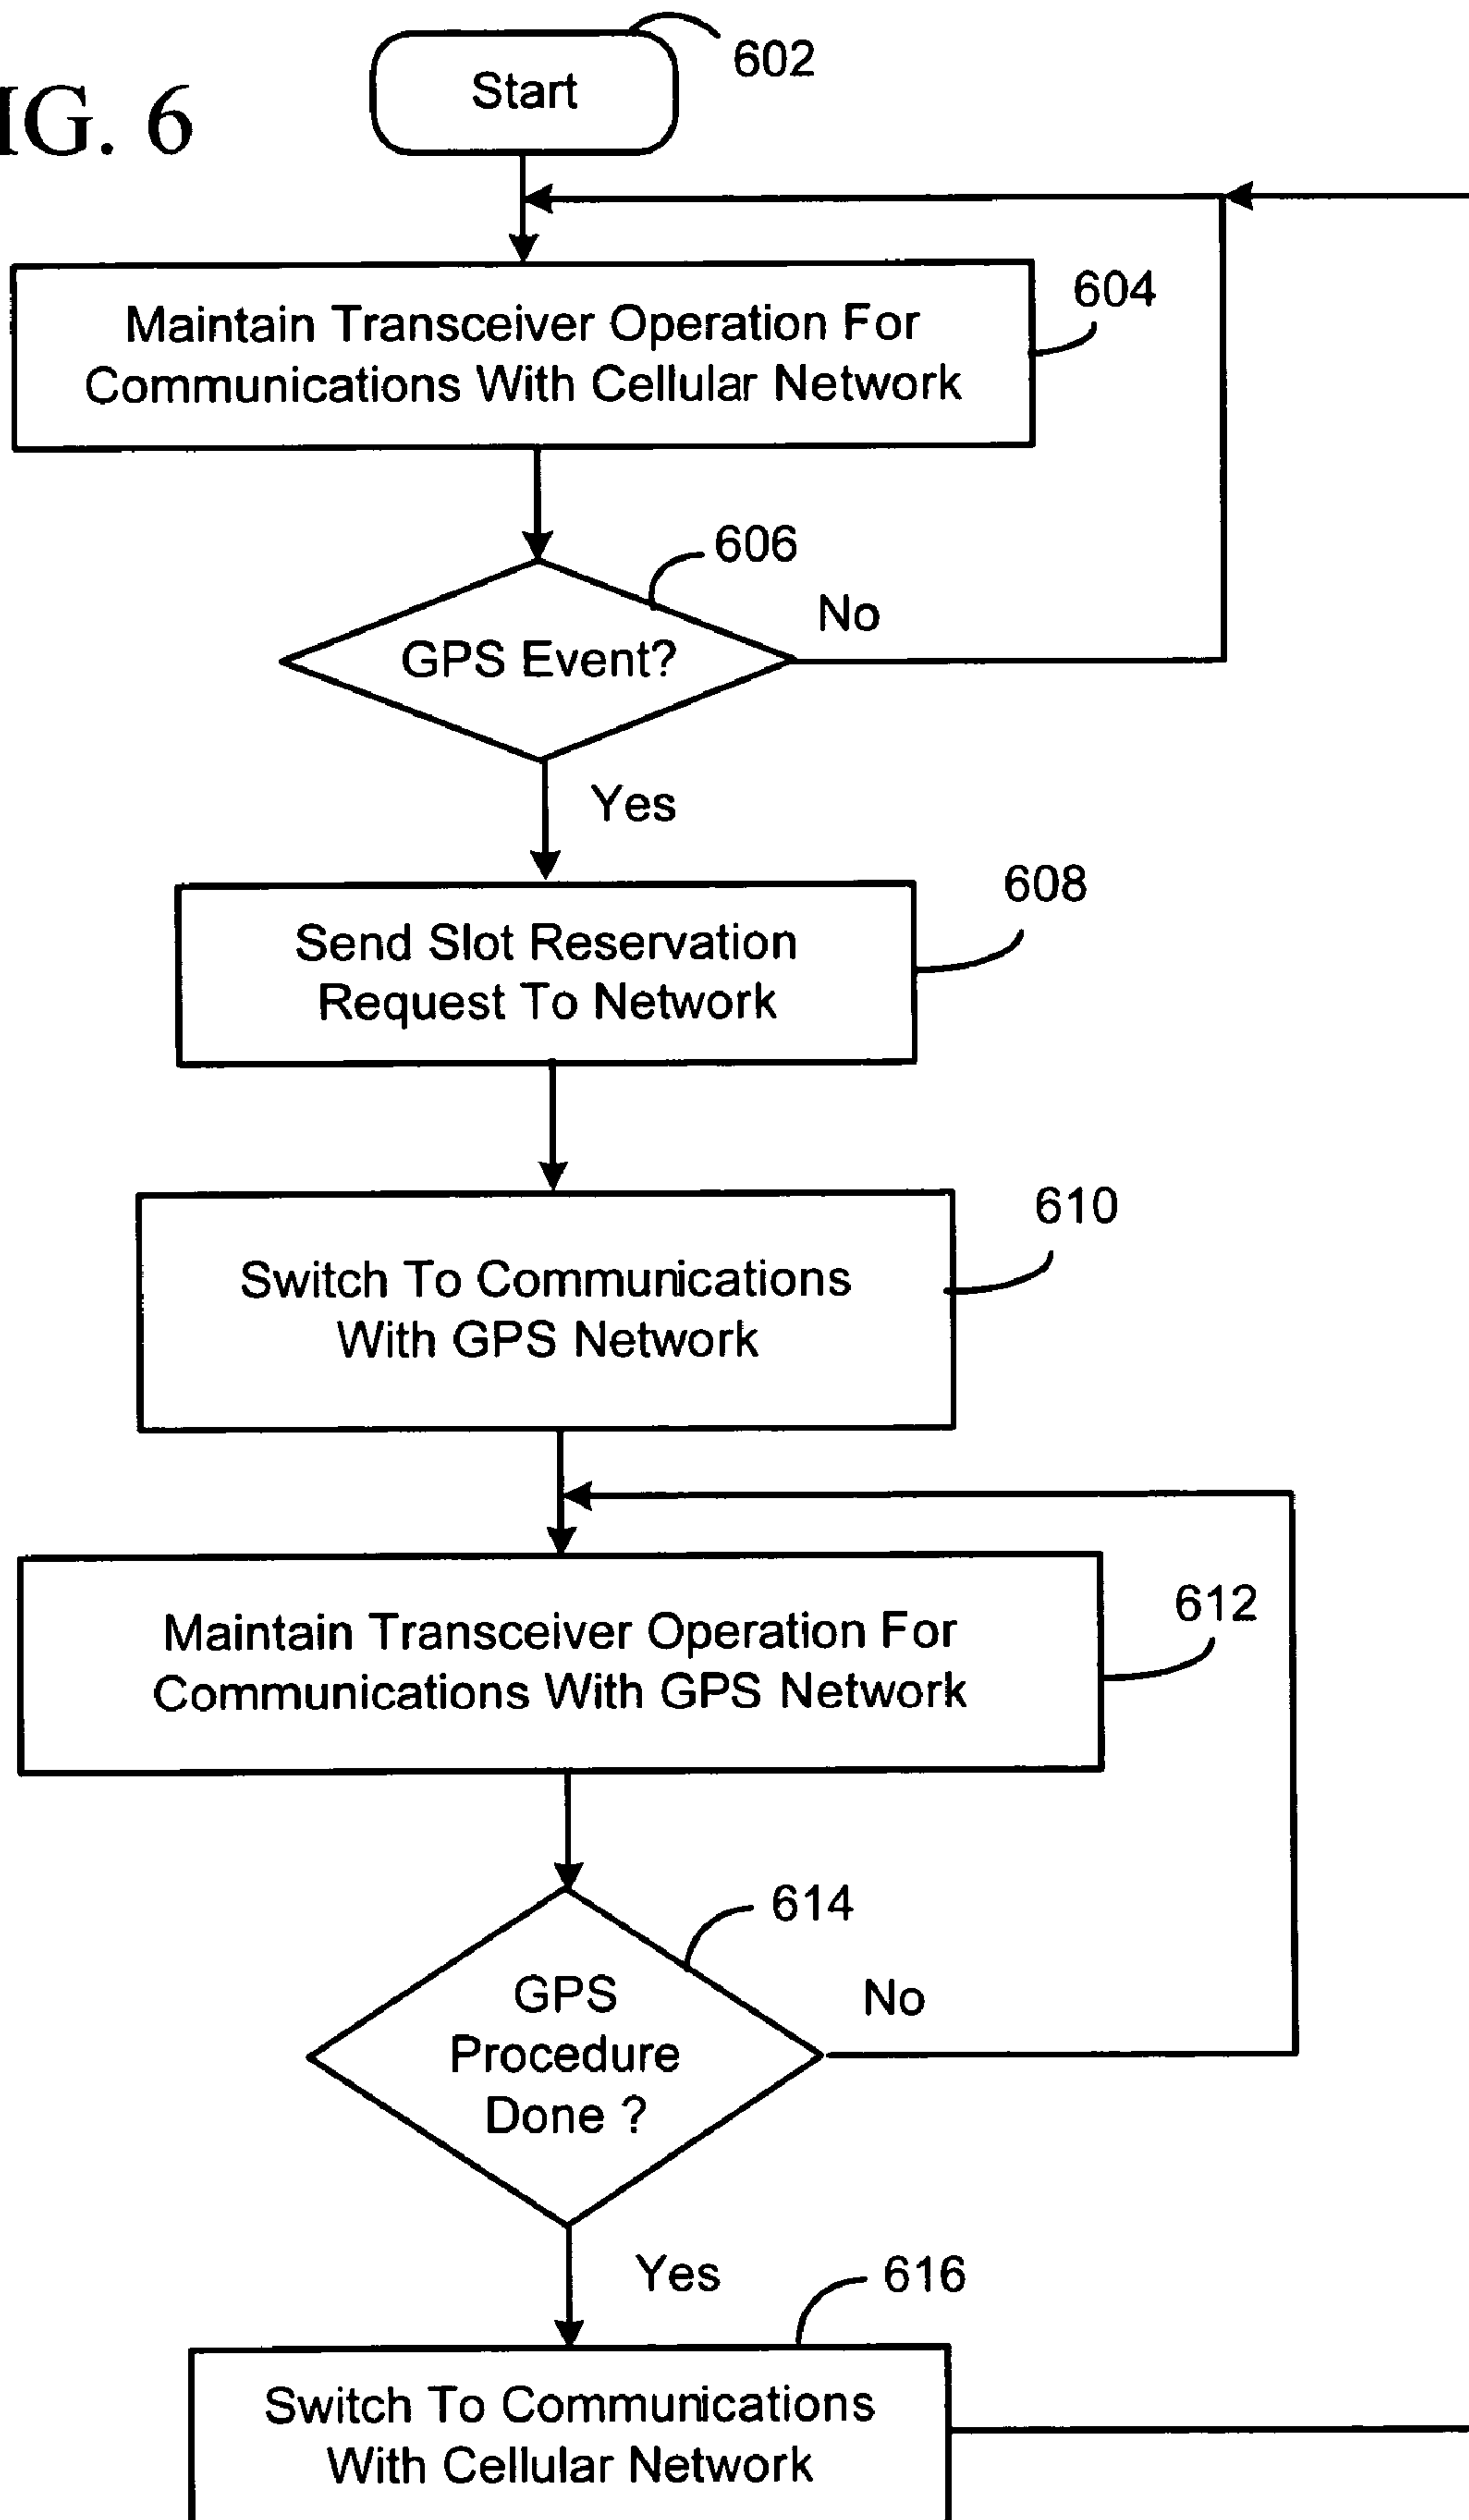 IG. 6
Start
602
Maintain Transceiver Operation For
Communications With Cellular Network
604
GPS Event?
606
No
Yes
Send Slot Reservation
Request To Network
608
Switch To Communications
With GPS Network
610
Maintain Transceiver Operation For
Communications With GPS Network
612
GPS
Procedure
Done ?
614
No
Yes
616
Switch To Communications
With Cellular Network